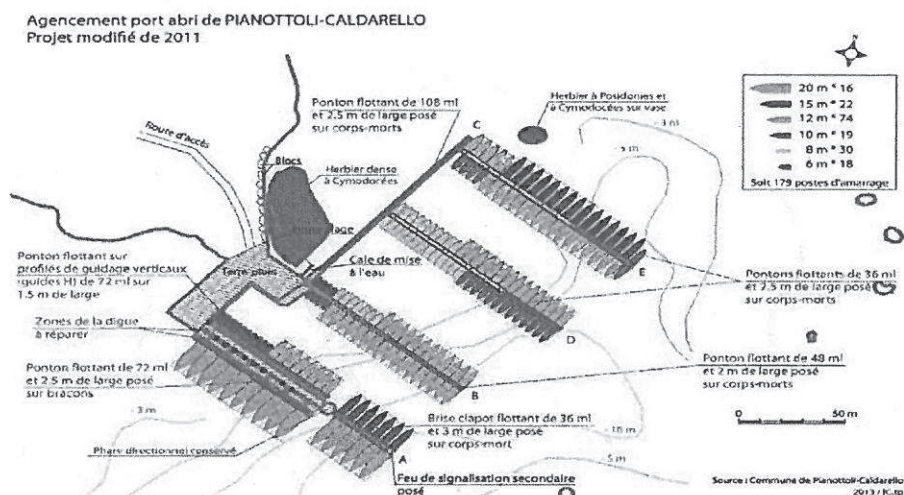 Agencement port abri de PIANOTTOLI-CALDARELLO
Projet modifié de 2011
N
20 m * 16
15 m * 22
12 m * 74
10 m * 19
8 m * 30
6 m * 18
Soit 179 postes d'amarrage
Herbier à Posidonies et
à Cymodocées sur vase
Ponton flottant de 108 ml
et 2.5 m de large posé
sur corps-morts
C
- 3 m
- 5 m
Route d'accès
Blocs
Herbier dense
à Cymodocées
Cale de mise
à l'eau
Terre-pleins
Ponton flottant sur
profilés de guidage verticaux
(guides H) de 72 ml sur
1.5 m de large
E
Pontons flottants de 36 ml
et 2.5 m de large posé
sur corps-morts
Zones de la digue
à réparer
D
Ponton flottant de 48 ml
et 2 m de large posé
sur corps-morts
Ponton flottant de 72 ml
et 2.5 m de large posé
sur bracons
B
- 3 m
Brise clapot flottant de 36 ml
et 3 m de large posé
sur corps-mort
0 50 m
- 10 m
Phare directionnel conservé
A
- 5 m
Feu de signalisation secondaire
posé
Source : Commune de Pianottoli-Caldarello
2013 /